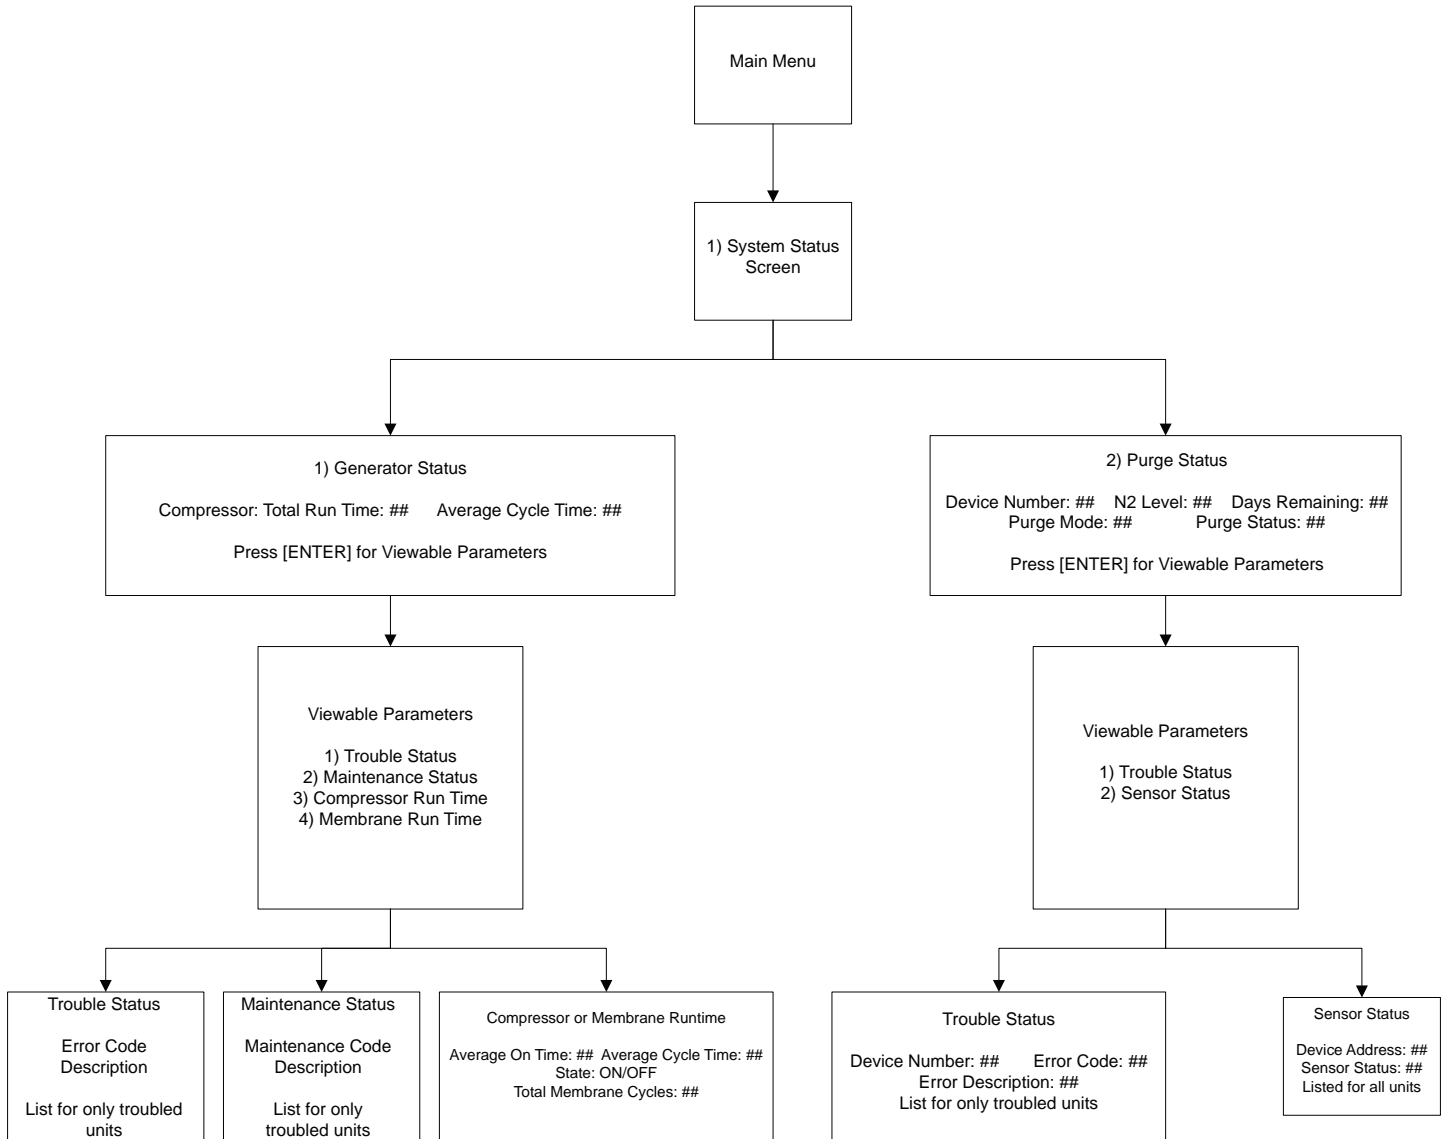 Main Menu
1) System Status
Screen
1) Generator Status
Compressor: Total Run Time: ## Average Cycle Time: ##
Press [ENTER] for Viewable Parameters
2) Purge Status
Device Number: ## N2 Level: ## Days Remaining: ##
Purge Mode: ## Purge Status: ##
Press [ENTER] for Viewable Parameters
Viewable Parameters
1) Trouble Status
2) Maintenance Status
3) Compressor Run Time
4) Membrane Run Time
Viewable Parameters
1) Trouble Status
2) Sensor Status
Trouble Status
Error Code
Description
List for only troubled
units
Maintenance Status
Maintenance Code
Description
List for only
troubled units
Compressor or Membrane Runtime
Average On Time: ## Average Cycle Time: ##
State: ON/OFF
Total Membrane Cycles: ##
Trouble Status
Device Number: ## Error Code: ##
Error Description: ##
List for only troubled units
Sensor Status
Device Address: ##
Sensor Status: ##
Listed for all units